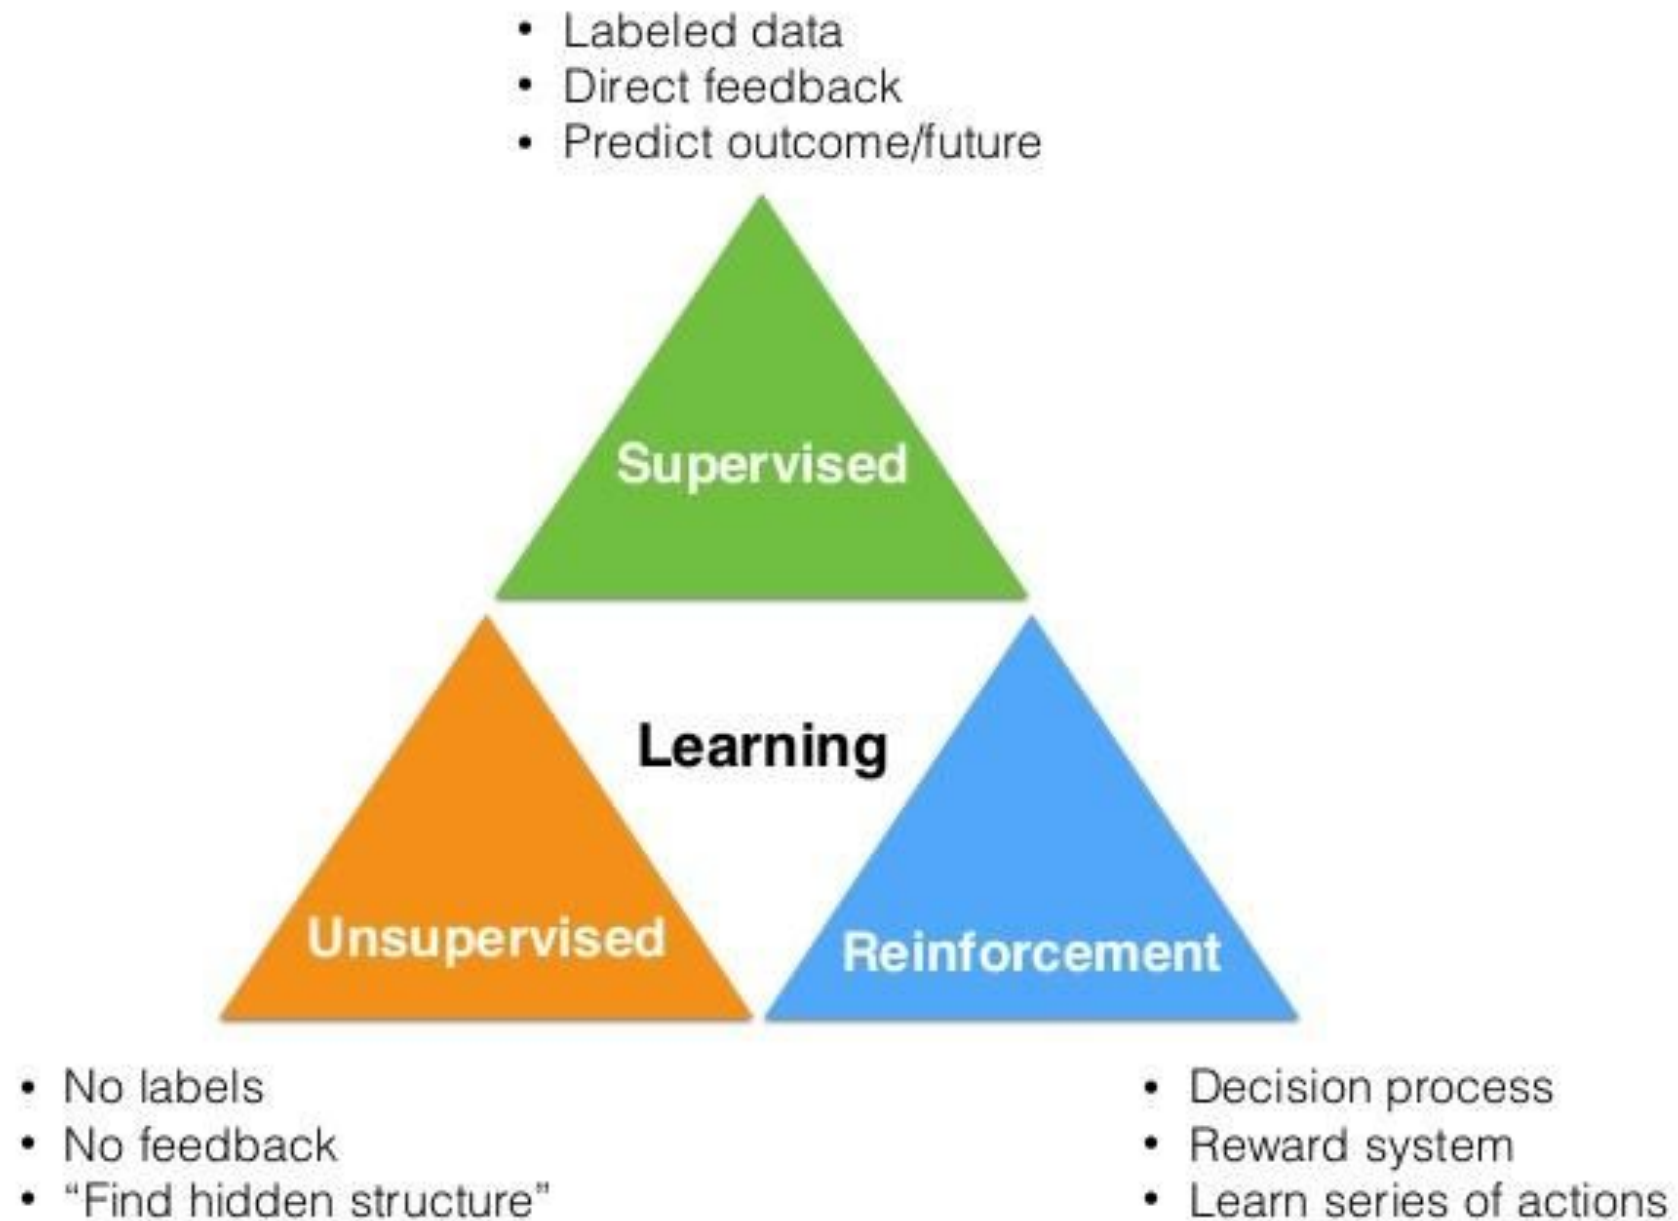 • Labeled data
• Direct feedback
• Predict outcome/future
Supervised
Learning
Unsupervised
Reinforcement
• No labels
• No feedback
• “Find hidden structure”
• Decision process
• Reward system
• Learn series of actions